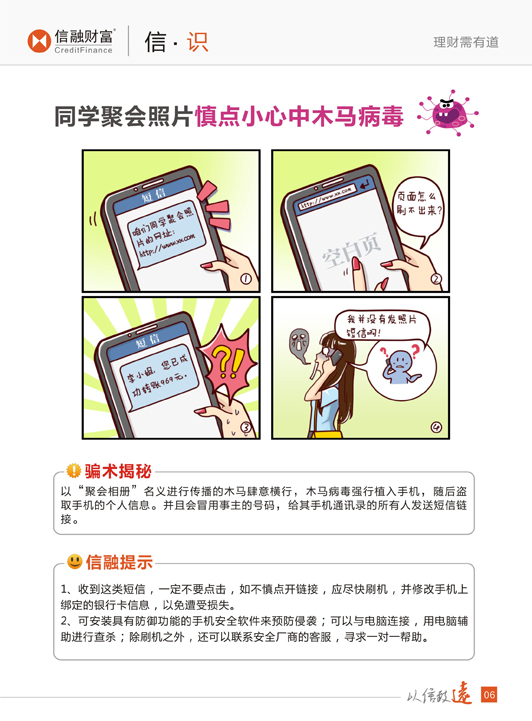 信融财富®
CreditFinance
信·识
理财需有道
同学聚会照片慎点小心中木马病毒
短信
咱们同学聚会照
片的网址:
http://www.xx.com
①
http://www.xx.com
页面怎么
刷不出来?
空白页
②
短信
李小姐,您已成
功转账969元。
?!
③
我并没有发照片
短信啊!
? ?
④
! 骗术揭秘
以“聚会相册”名义进行传播的木马肆意横行,木马病毒强行植入手机,随后盗
取手机的个人信息。并且会冒用事主的号码,给其手机通讯录的所有人发送短信链
接。
信融提示
1、收到这类短信,一定不要点击,如不慎点开链接,应尽快刷机,并修改手机上
绑定的银行卡信息,以免遭受损失。
2、可安装具有防御功能的手机安全软件来预防侵袭;可以与电脑连接,用电脑辅
助进行查杀;除刷机之外,还可以联系安全厂商的客服,寻求一对一帮助。
以信致远
06